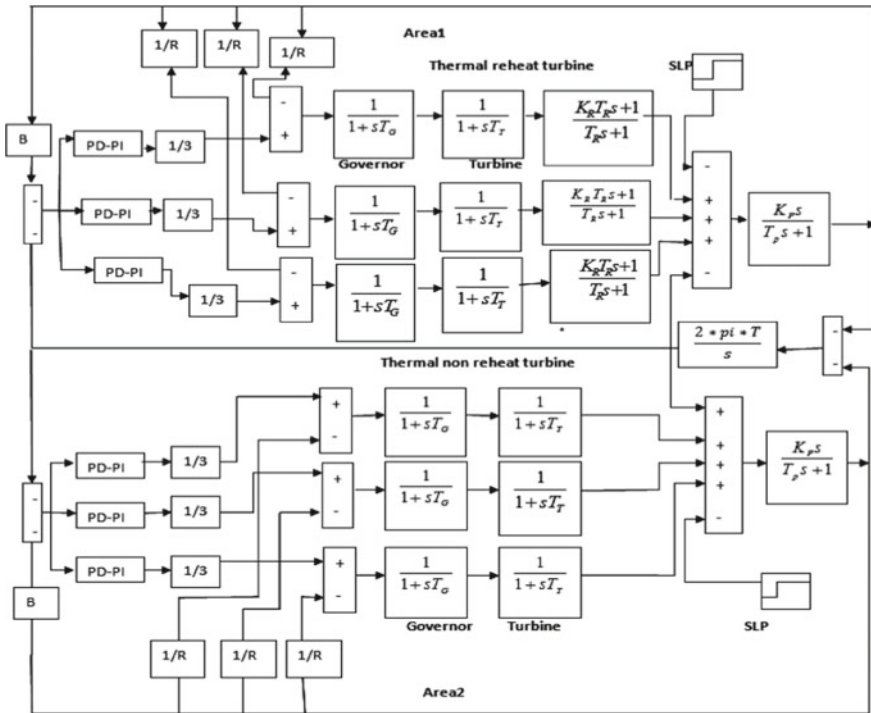 Area1
1/R
1/R
1/R
Thermal reheat turbine
SLP
B
PD-PI
1/3
-
+
1
1+sT_G
1
1+sT_T
K_R T_R s+1
T_R s+1
Governor
Turbine
-
+
+
+
-
K_P s
T_p s+1
-
-
PD-PI
1/3
-
+
1
1+sT_G
1
1+sT_T
K_R T_R s+1
T_R s+1
PD-PI
1/3
-
+
1
1+sT_G
1
1+sT_T
K_R T_R s+1
T_R s+1
2 * pi * T
s
-
-
Thermal non reheat turbine
+
-
1
1+sT_G
1
1+sT_T
+
+
+
+
-
K_P s
T_p s+1
PD-PI
1/3
-
-
PD-PI
1/3
+
-
1
1+sT_G
1
1+sT_T
PD-PI
1/3
+
-
1
1+sT_G
1
1+sT_T
B
Governor
Turbine
SLP
1/R
1/R
1/R
Area2